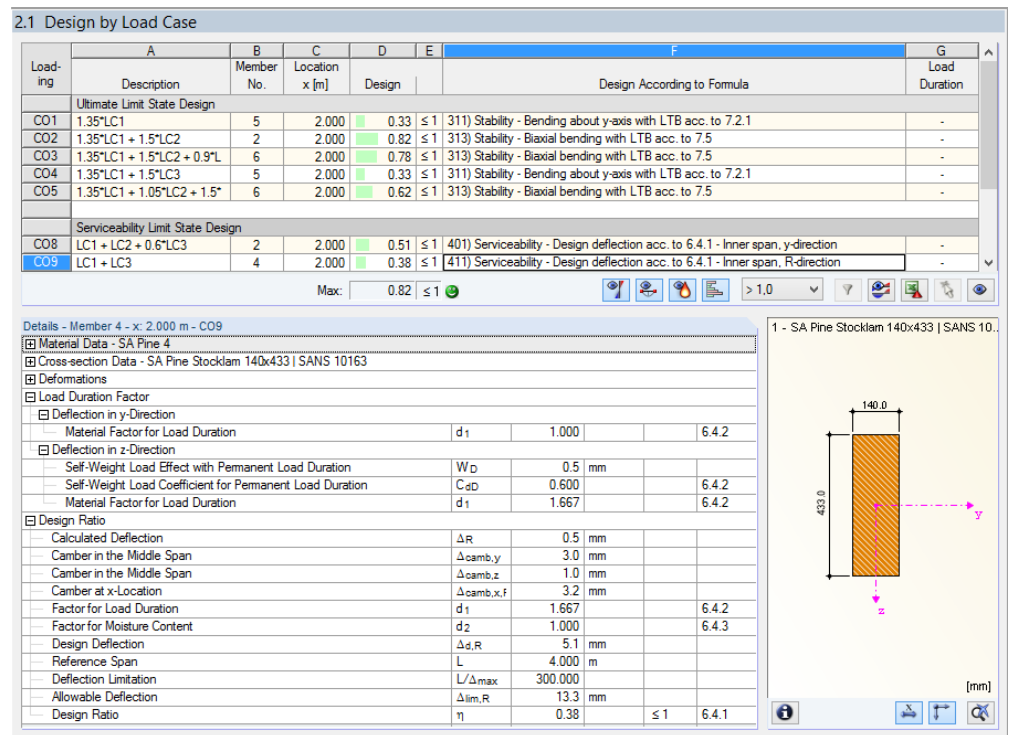 2.1 Design by Load Case
A B C D E F G
Load- Member Location Load
ing Description No. x [m] Design Design According to Formula Duration
Ultimate Limit State Design
CO1 1.35*LC1 5 2.000 0.33 ≤ 1 311) Stability - Bending about y-axis with LTB acc. to 7.2.1 -
CO2 1.35*LC1 + 1.5*LC2 2 2.000 0.82 ≤ 1 313) Stability - Biaxial bending with LTB acc. to 7.5 -
CO3 1.35*LC1 + 1.5*LC2 + 0.9*L 6 2.000 0.78 ≤ 1 313) Stability - Biaxial bending with LTB acc. to 7.5 -
CO4 1.35*LC1 + 1.5*LC3 5 2.000 0.33 ≤ 1 311) Stability - Bending about y-axis with LTB acc. to 7.2.1 -
CO5 1.35*LC1 + 1.05*LC2 + 1.5* 6 2.000 0.62 ≤ 1 313) Stability - Biaxial bending with LTB acc. to 7.5 -
Serviceability Limit State Design
CO8 LC1 + LC2 + 0.6*LC3 2 2.000 0.51 ≤ 1 401) Serviceability - Design deflection acc. to 6.4.1 - Inner span, y-direction -
CO9 LC1 + LC3 4 2.000 0.38 ≤ 1 411) Serviceability - Design deflection acc. to 6.4.1 - Inner span, R-direction -
Max: 0.82 ≤ 1 > 1,0
Details - Member 4 - x: 2.000 m - CO9
Material Data - SA Pine 4
Cross-section Data - SA Pine Stocklam 140x433 | SANS 10163
Deformations
Load Duration Factor
Deflection in y-Direction
Material Factor for Load Duration d1 1.000 6.4.2
Deflection in z-Direction
Self-Weight Load Effect with Permanent Load Duration WD 0.5 mm
Self-Weight Load Coefficient for Permanent Load Duration CdD 0.600 6.4.2
Material Factor for Load Duration d1 1.667 6.4.2
Design Ratio
Calculated Deflection ΔR 0.5 mm
Camber in the Middle Span Δcamb,y 3.0 mm
Camber in the Middle Span Δcamb,z 1.0 mm
Camber at x-Location Δcamb,x,F 3.2 mm
Factor for Load Duration d1 1.667 6.4.2
Factor for Moisture Content d2 1.000 6.4.3
Design Deflection Δd,R 5.1 mm
Reference Span L 4.000 m
Deflection Limitation L/Δmax 300.000
Allowable Deflection Δlim,R 13.3 mm
Design Ratio η 0.38 ≤ 1 6.4.1
1 - SA Pine Stocklam 140x433 | SANS 10..
140.0
433.0
y
z
[mm]